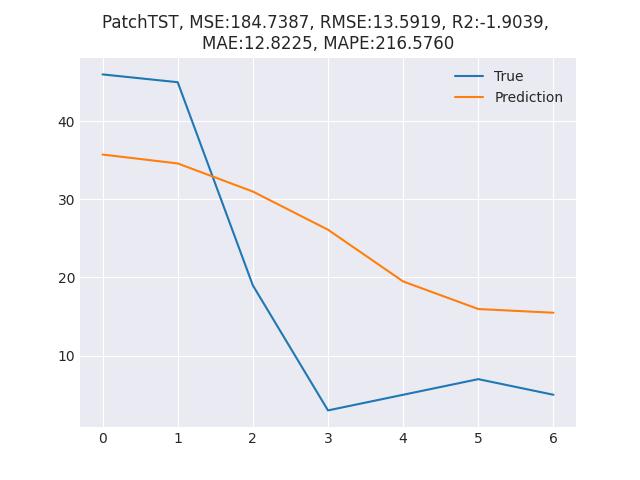 PatchTST, MSE:184.7387, RMSE:13.5919, R2:-1.9039,
MAE:12.8225, MAPE:216.5760
True
Prediction
40
30
20
10
0 1 2 3 4 5 6